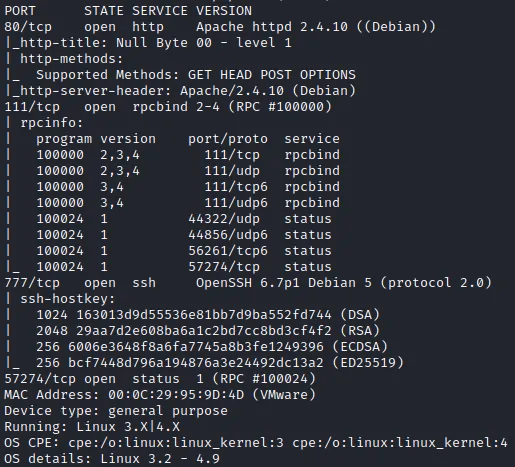 PORT      STATE SERVICE VERSION
80/tcp    open  http    Apache httpd 2.4.10 ((Debian))
|_http-title: Null Byte 00 - level 1
| http-methods:
|_  Supported Methods: GET HEAD POST OPTIONS
|_http-server-header: Apache/2.4.10 (Debian)
111/tcp   open  rpcbind 2-4 (RPC #100000)
| rpcinfo:
|   program version    port/proto  service
|   100000  2,3,4        111/tcp   rpcbind
|   100000  2,3,4        111/udp   rpcbind
|   100000  3,4          111/tcp6  rpcbind
|   100000  3,4          111/udp6  rpcbind
|   100024  1          44322/udp   status
|   100024  1          44856/udp6  status
|   100024  1          56261/tcp6  status
|_  100024  1          57274/tcp   status
777/tcp   open  ssh     OpenSSH 6.7p1 Debian 5 (protocol 2.0)
| ssh-hostkey:
|   1024 163013d9d55536e81bb7d9ba552fd744 (DSA)
|   2048 29aa7d2e608ba6a1c2bd7cc8bd3cf4f2 (RSA)
|   256 6006e3648f8a6fa7745a8b3fe1249396 (ECDSA)
|_  256 bcf7448d796a194876a3e24492dc13a2 (ED25519)
57274/tcp open  status  1 (RPC #100024)
MAC Address: 00:0C:29:95:9D:4D (VMware)
Device type: general purpose
Running: Linux 3.X|4.X
OS CPE: cpe:/o:linux:linux_kernel:3 cpe:/o:linux:linux_kernel:4
OS details: Linux 3.2 - 4.9